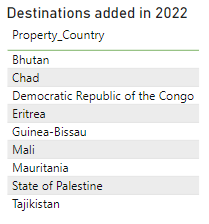 Destinations added in 2022
Property_Country
Bhutan
Chad
Democratic Republic of the Congo
Eritrea
Guinea-Bissau
Mali
Mauritania
State of Palestine
Tajikistan